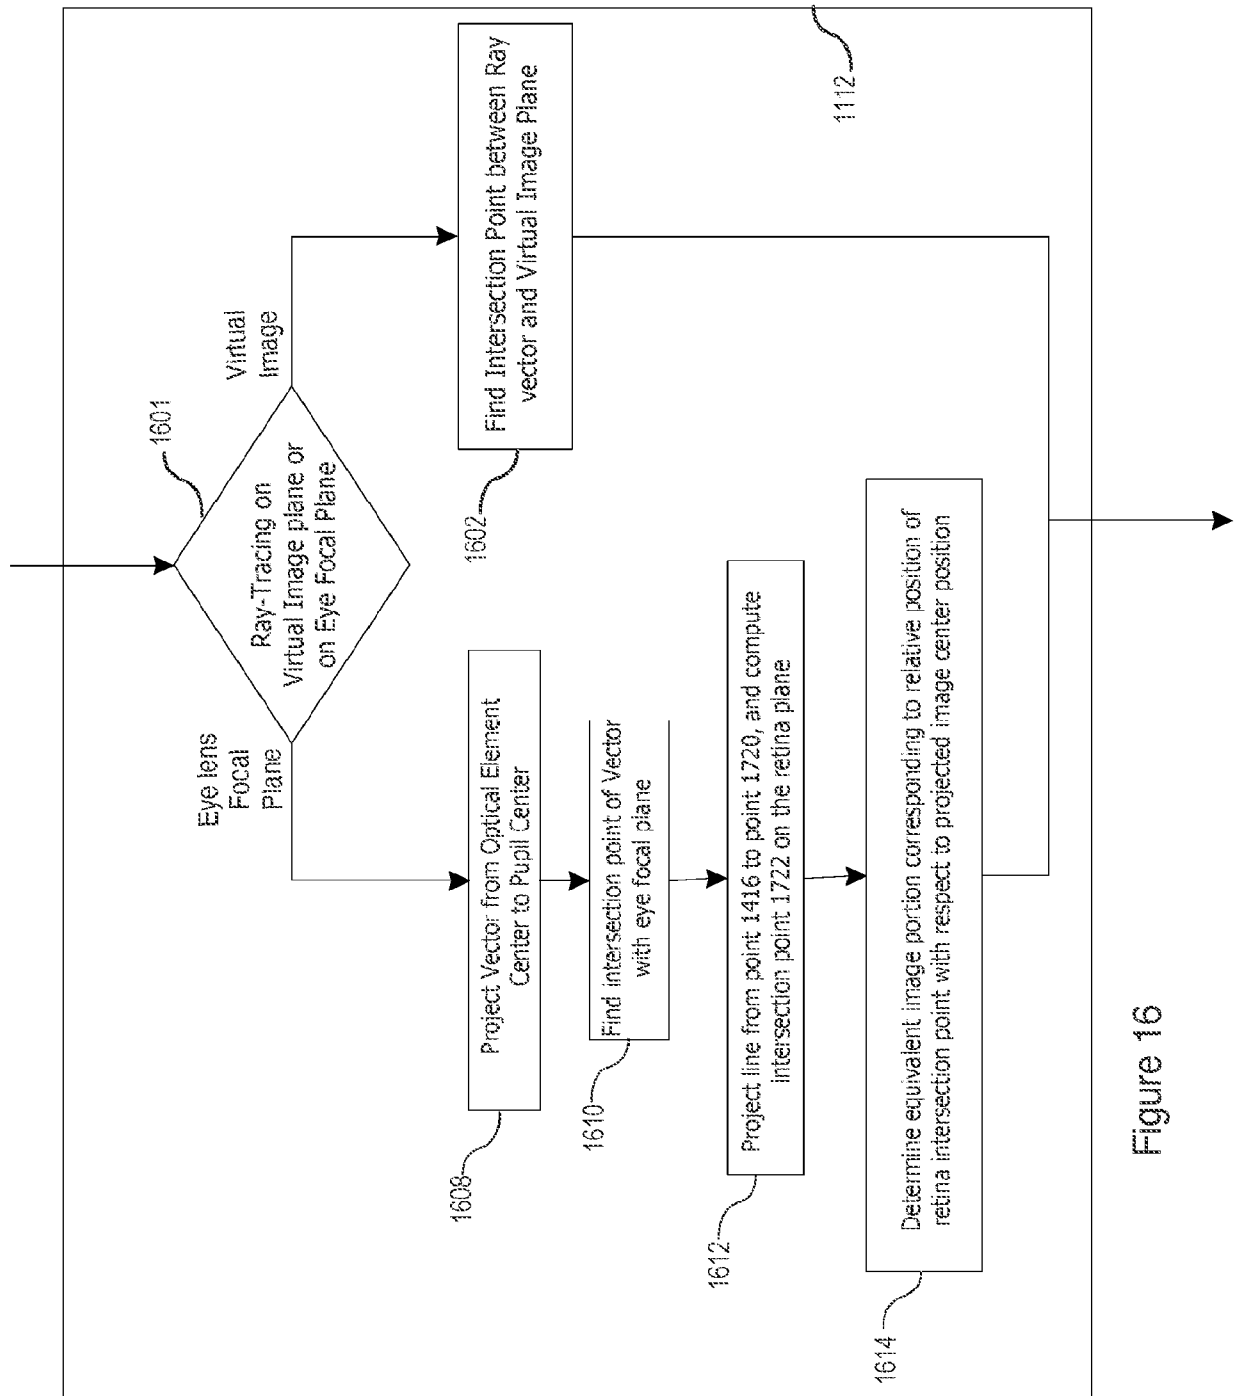 1601
Ray-Tracing on
Virtual Image plane or
on Eye Focal Plane
Eye lens
Focal
Plane
Virtual
Image
1608
Project Vector from Optical Element
Center to Pupil Center
1602
Find Intersection Point between Ray
vector and Virtual Image Plane
1610
Find intersection point of Vector
with eye focal plane
1612
Project line from point 1416 to point 1720, and compute
intersection point 1722 on the retina plane
1614
Determine equivalent image portion corresponding to relative position of
retina intersection point with respect to projected image center position
1112
Figure 16